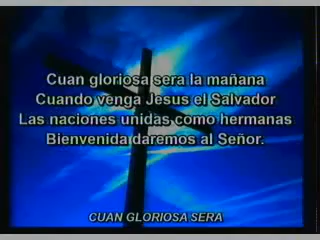 Cuan gloriosa sera la mañana
Cuando venga Jesus el Salvador
Las naciones unidas como hermanas
Bienvenida daremos al Señor.
CUAN GLORIOSA SERA